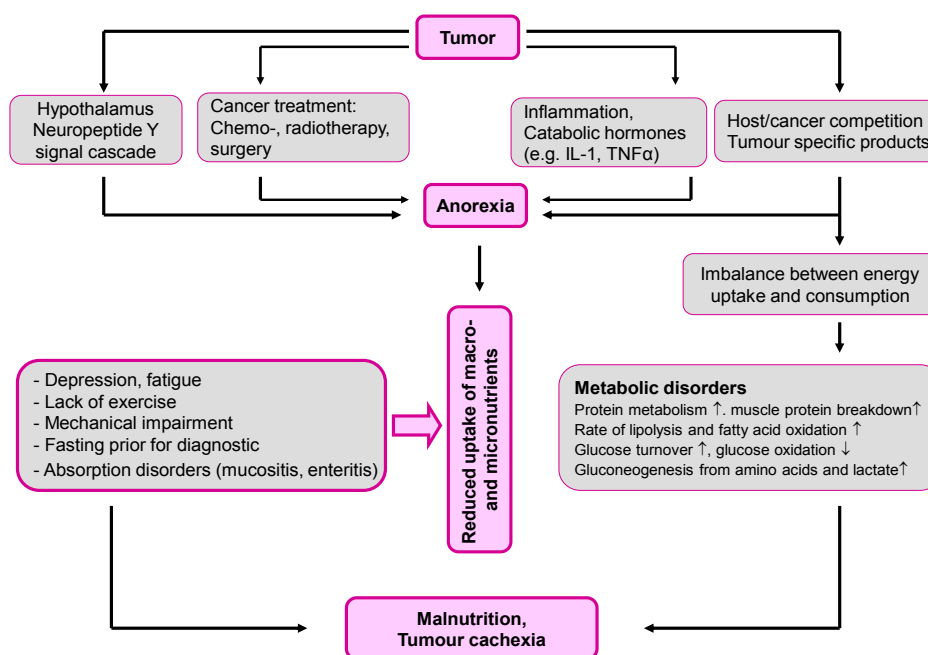 Tumor
Hypothalamus
Neuropeptide Y
signal cascade
Cancer treatment:
Chemo-, radiotherapy,
surgery
Inflammation,
Catabolic hormones
(e.g. IL-1, TNFα)
Host/cancer competition
Tumour specific products
Anorexia
Imbalance between energy
uptake and consumption
Reduced uptake of macro-
and micronutrients
- Depression, fatigue
- Lack of exercise
- Mechanical impairment
- Fasting prior for diagnostic
- Absorption disorders (mucositis, enteritis)
Metabolic disorders
Protein metabolism ↑. muscle protein breakdown↑
Rate of lipolysis and fatty acid oxidation ↑
Glucose turnover ↑, glucose oxidation ↓
Gluconeogenesis from amino acids and lactate↑
Malnutrition,
Tumour cachexia